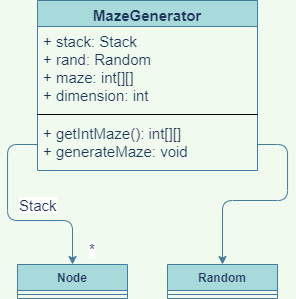 MazeGenerator
+ stack: Stack
+ rand: Random
+ maze: int[][]
+ dimension: int
+ getIntMaze(): int[][]
+ generateMaze: void
Stack
*
Node
Random